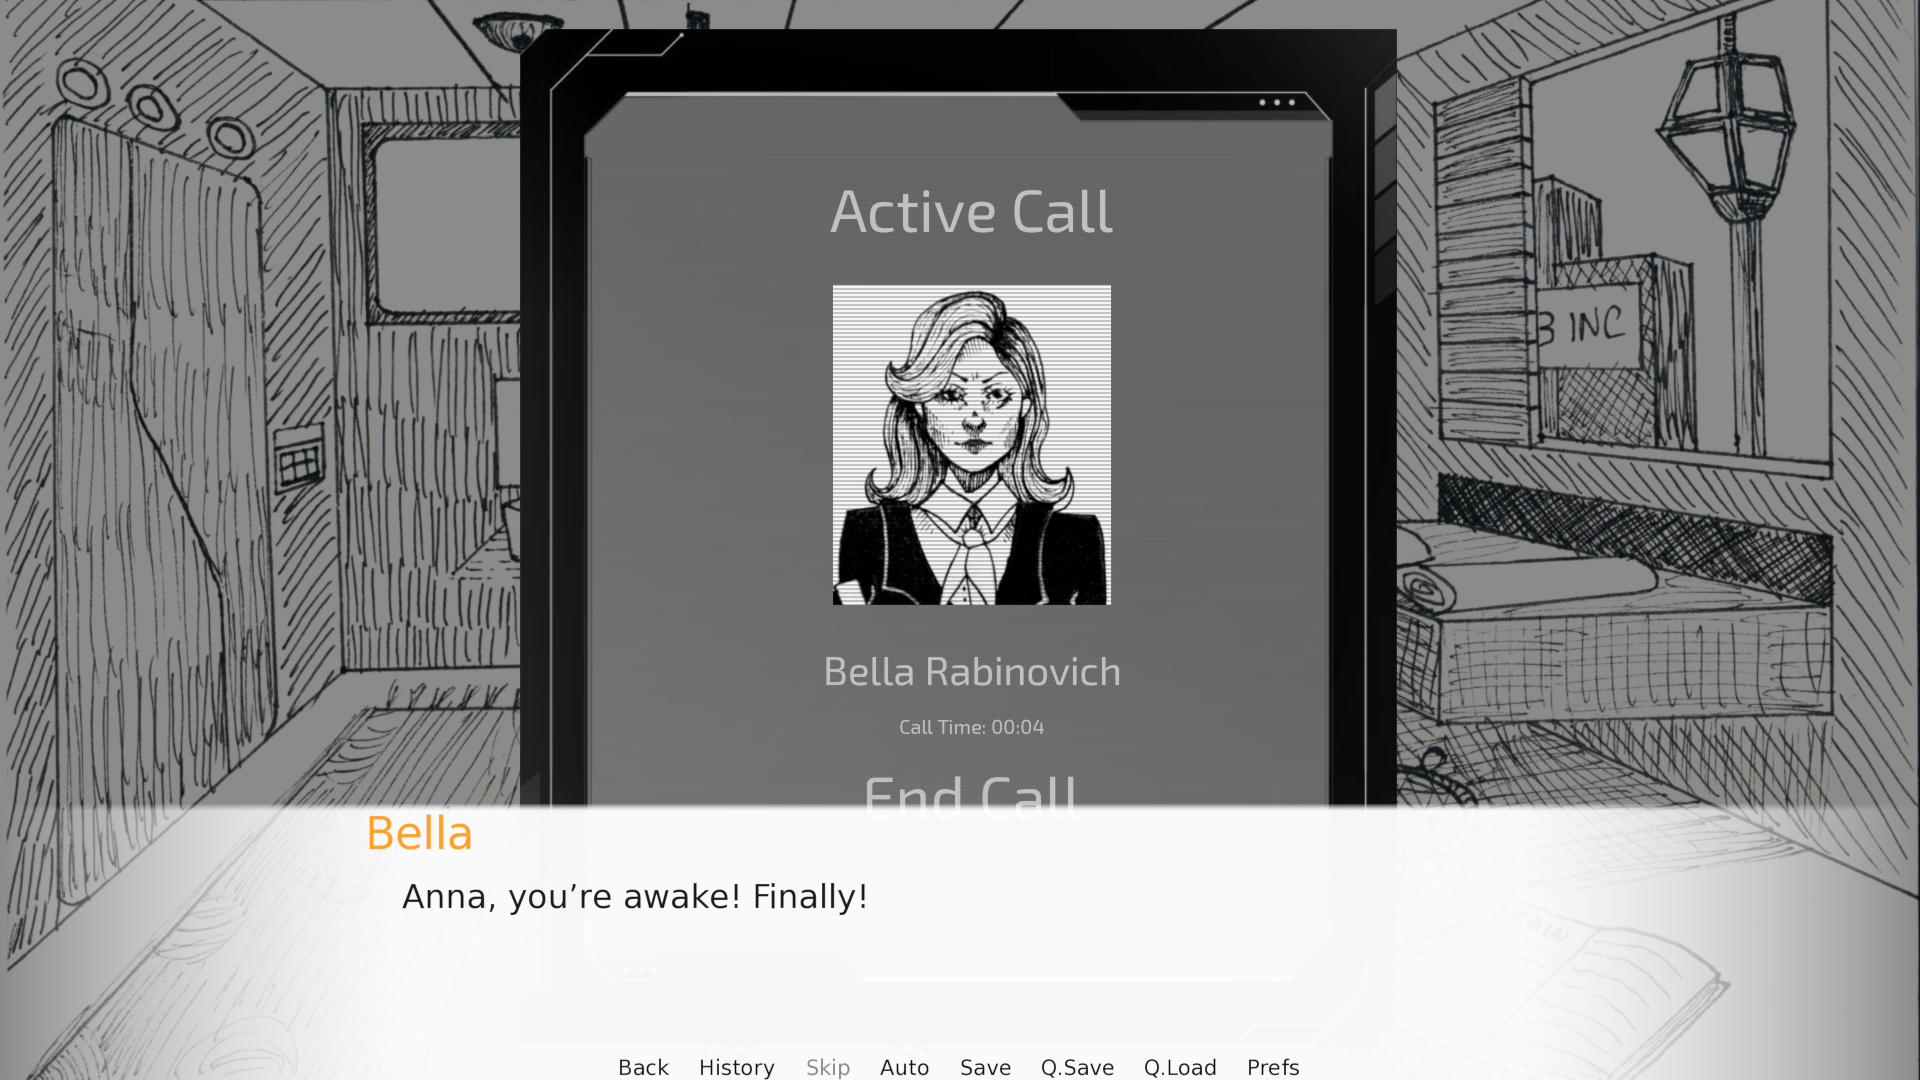 Active Call
B INC
Bella Rabinovich
Call Time: 00:04
End Call
Bella
Anna, you’re awake! Finally!
BRAIN
Back History Skip Auto Save Q.Save Q.Load Prefs